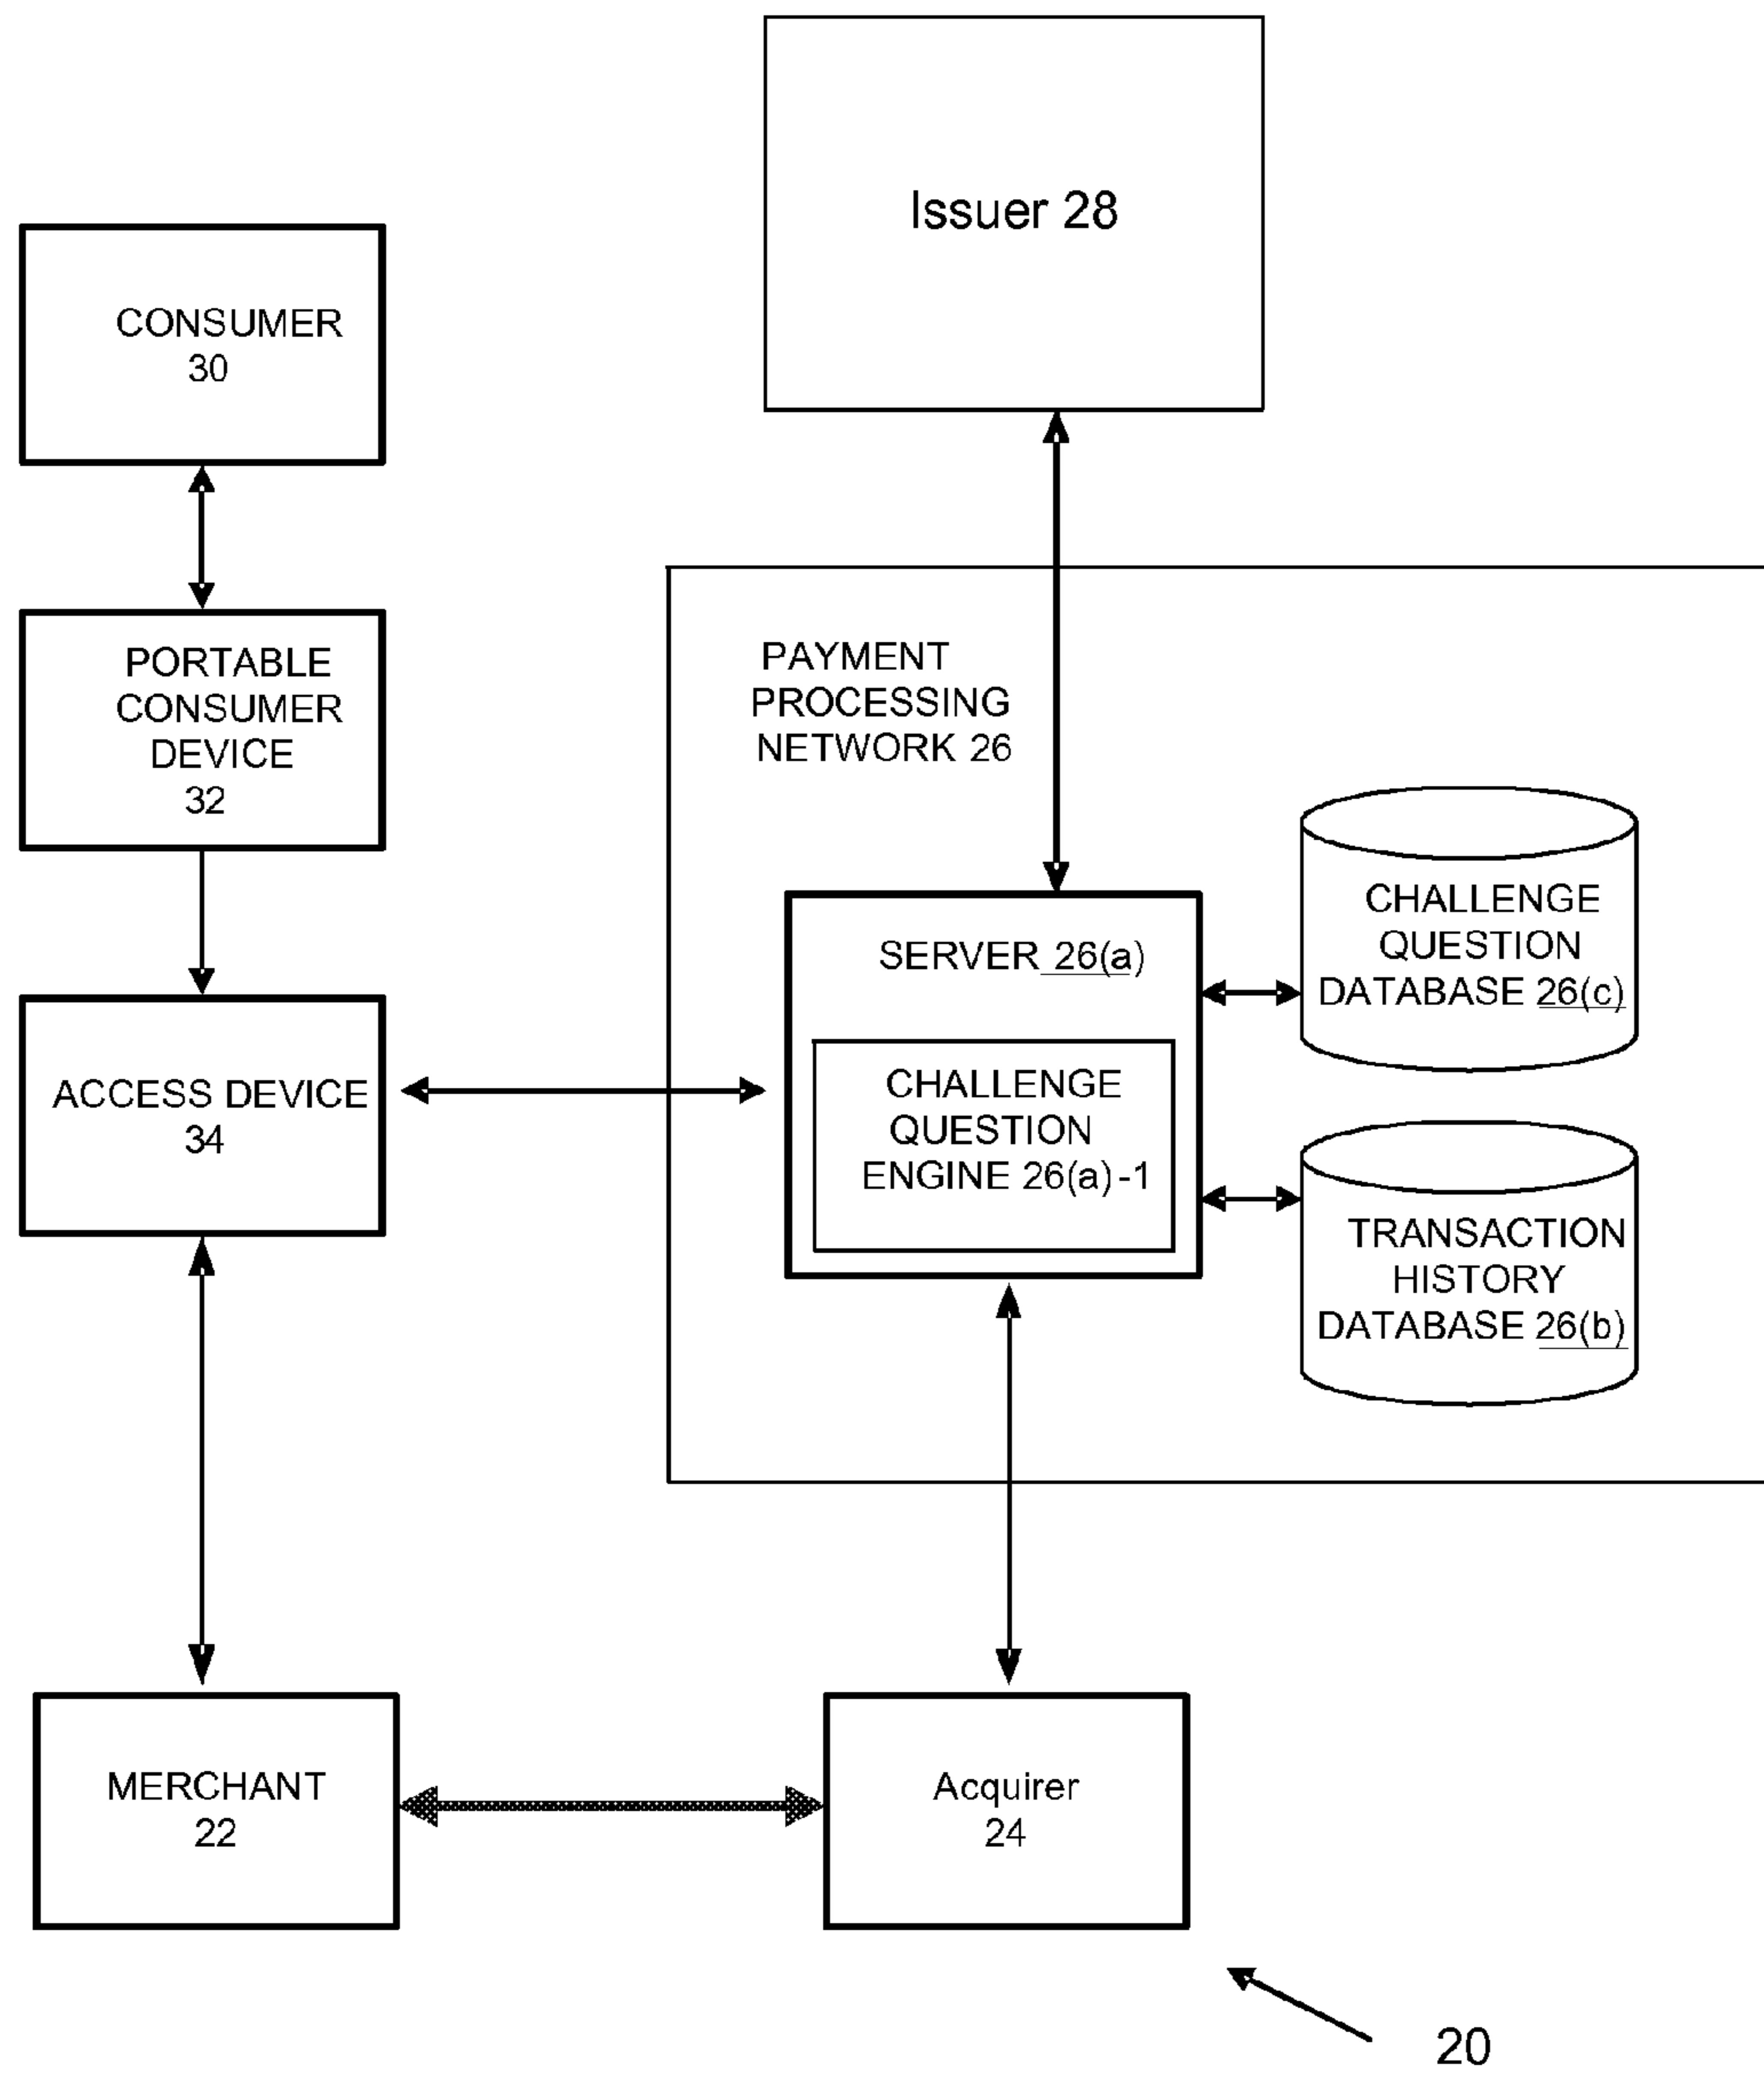 Issuer 28
CONSUMER
30
PORTABLE
CONSUMER
DEVICE
32
PAYMENT
PROCESSING
NETWORK 26
SERVER 26(a)
CHALLENGE
QUESTION
ENGINE 26(a)-1
CHALLENGE
QUESTION
DATABASE 26(c)
TRANSACTION
HISTORY
DATABASE 26(b)
ACCESS DEVICE
34
MERCHANT
22
Acquirer
24
20